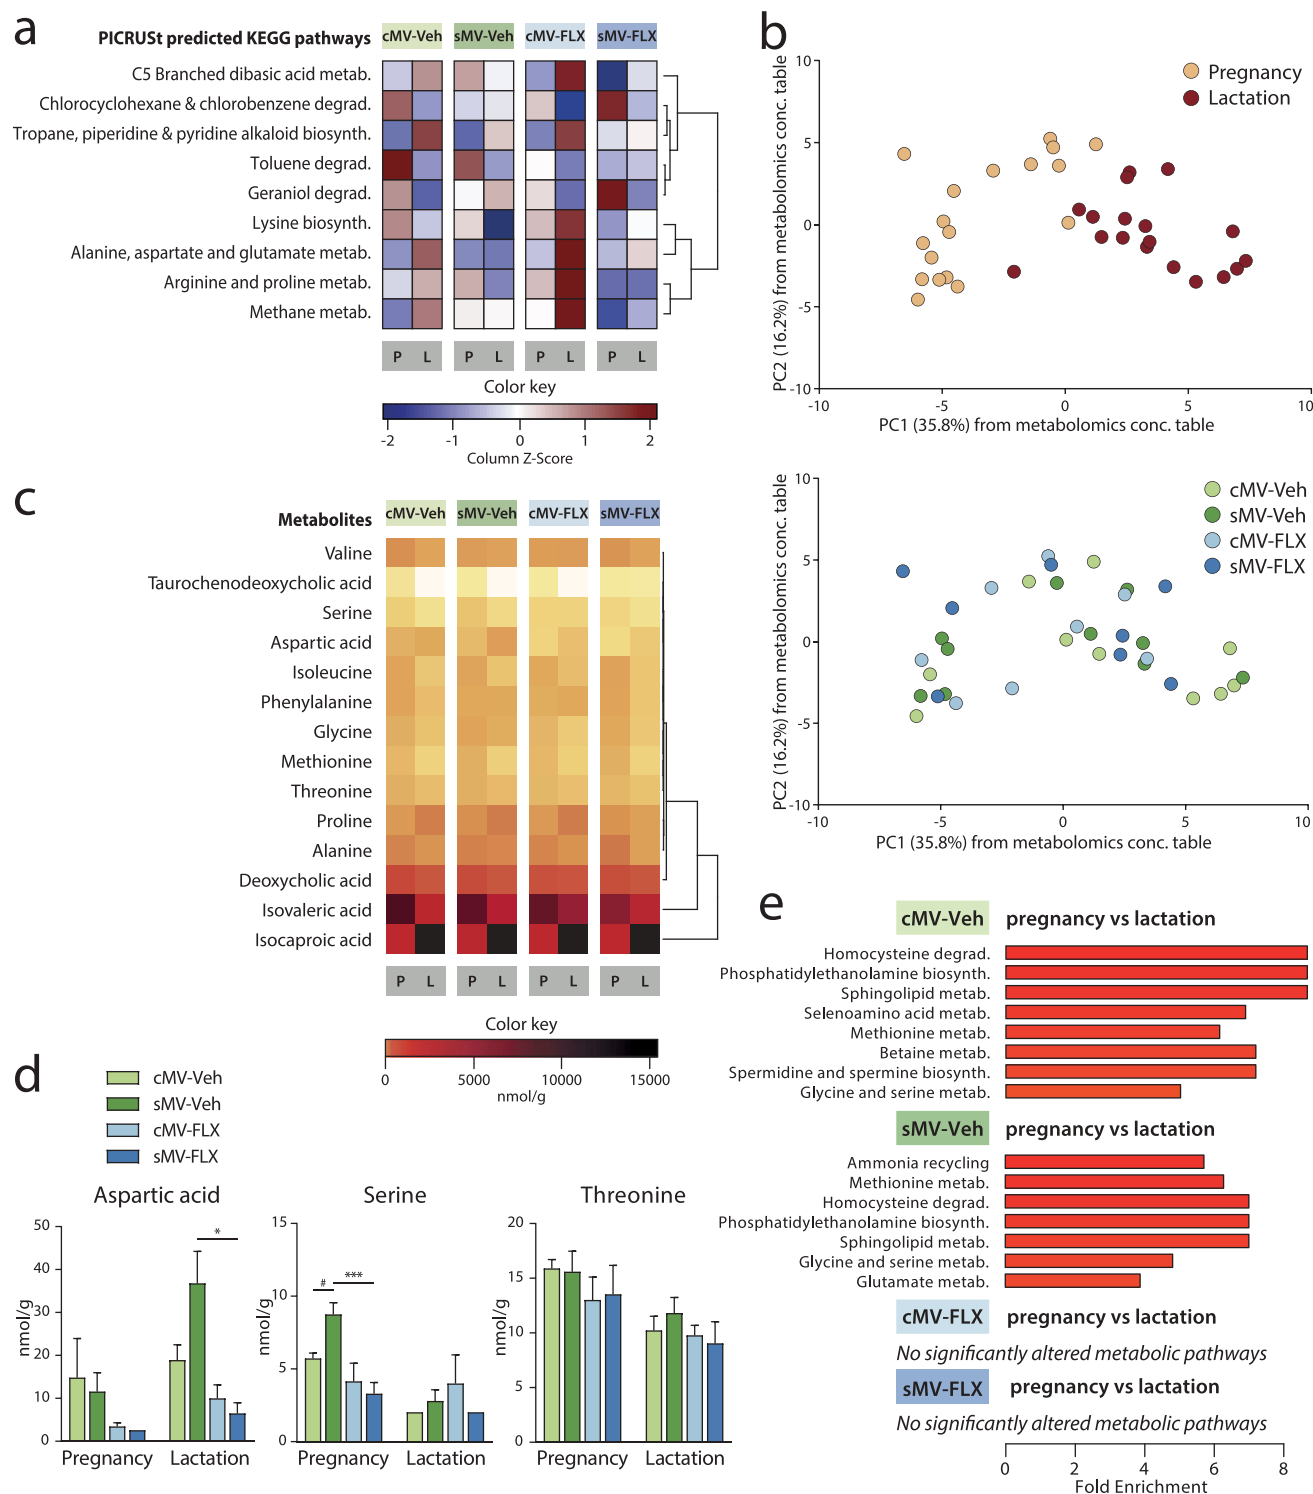 a
PICRUSt predicted KEGG pathways
cMV-Veh sMV-Veh cMV-FLX sMV-FLX
C5 Branched dibasic acid metab.
Chlorocyclohexane & chlorobenzene degrad.
Tropane, piperidine & pyridine alkaloid biosynth.
Toluene degrad.
Geraniol degrad.
Lysine biosynth.
Alanine, aspartate and glutamate metab.
Arginine and proline metab.
Methane metab.
P L P L P L P L
Color key
-2 -1 0 1 2
Column Z-Score
b
Pregnancy
Lactation
10
5
0
-5
-10
PC2 (16.2%) from metabolomics conc. table
-10 -5 0 5 10
PC1 (35.8%) from metabolomics conc. table
cMV-Veh
sMV-Veh
cMV-FLX
sMV-FLX
10
5
0
-5
-10
PC2 (16.2%) from metabolomics conc. table
-10 -5 0 5 10
PC1 (35.8%) from metabolomics conc. table
c
Metabolites
cMV-Veh sMV-Veh cMV-FLX sMV-FLX
Valine
Taurochenodeoxycholic acid
Serine
Aspartic acid
Isoleucine
Phenylalanine
Glycine
Methionine
Threonine
Proline
Alanine
Deoxycholic acid
Isovaleric acid
Isocaproic acid
P L P L P L P L
Color key
0 5000 10000 15000
nmol/g
d
cMV-Veh
sMV-Veh
cMV-FLX
sMV-FLX
Aspartic acid
50
40
30
20
10
0
nmol/g
*
Pregnancy Lactation
Serine
15
10
5
0
nmol/g
# ***
Pregnancy Lactation
Threonine
20
15
10
5
0
nmol/g
Pregnancy Lactation
e
cMV-Veh pregnancy vs lactation
Homocysteine degrad.
Phosphatidylethanolamine biosynth.
Sphingolipid metab.
Selenoamino acid metab.
Methionine metab.
Betaine metab.
Spermidine and spermine biosynth.
Glycine and serine metab.
sMV-Veh pregnancy vs lactation
Ammonia recycling
Methionine metab.
Homocysteine degrad.
Phosphatidylethanolamine biosynth.
Sphingolipid metab.
Glycine and serine metab.
Glutamate metab.
cMV-FLX pregnancy vs lactation
No significantly altered metabolic pathways
sMV-FLX pregnancy vs lactation
No significantly altered metabolic pathways
0 2 4 6 8
Fold Enrichment